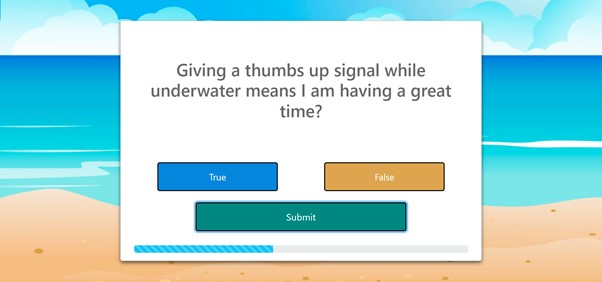 Giving a thumbs up signal while
underwater means I am having a great
time?
True
False
Submit